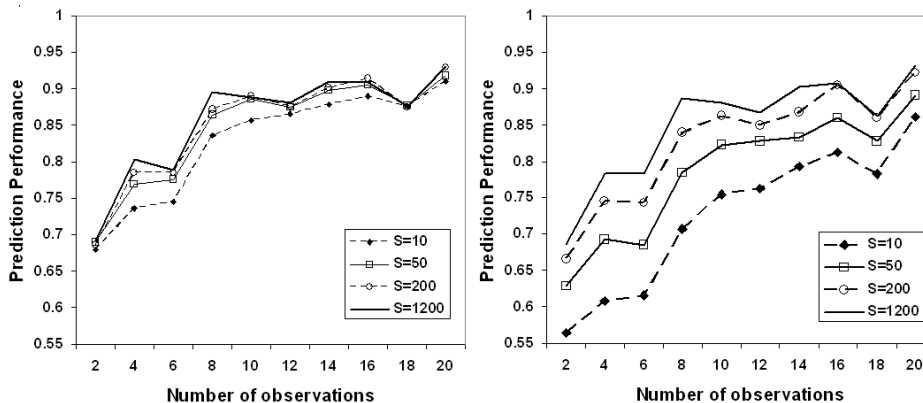 1
0.95
0.9
0.85
0.8
0.75
0.7
0.65
0.6
0.55
Prediction Performance
2 4 6 8 10 12 14 16 18 20
Number of observations
S=10
S=50
S=200
S=1200
1
0.95
0.9
0.85
0.8
0.75
0.7
0.65
0.6
0.55
Prediction Performance
2 4 6 8 10 12 14 16 18 20
Number of observations
S=10
S=50
S=200
S=1200